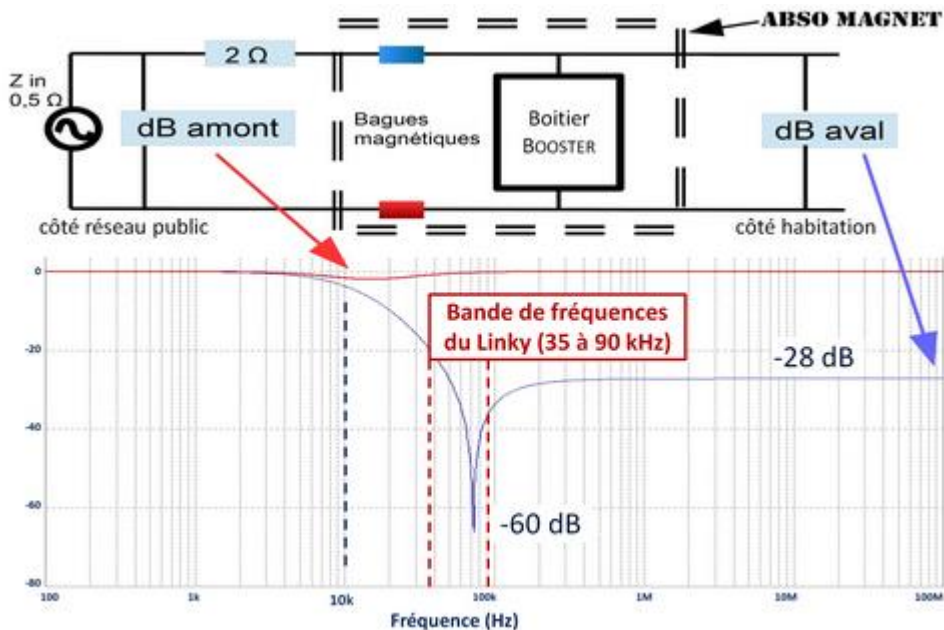 ABSO MAGNET
2 Ω
Z in
0,5 Ω
dB amont
Bagues
magnétiques
Boitier
BOOSTER
dB aval
côté réseau public
côté habitation
0
Bande de fréquences
du Linky (35 à 90 kHz)
-20
-28 dB
-40
-60
-60 dB
-80
100
1k
10k
100k
1M
10M
100M
Fréquence (Hz)